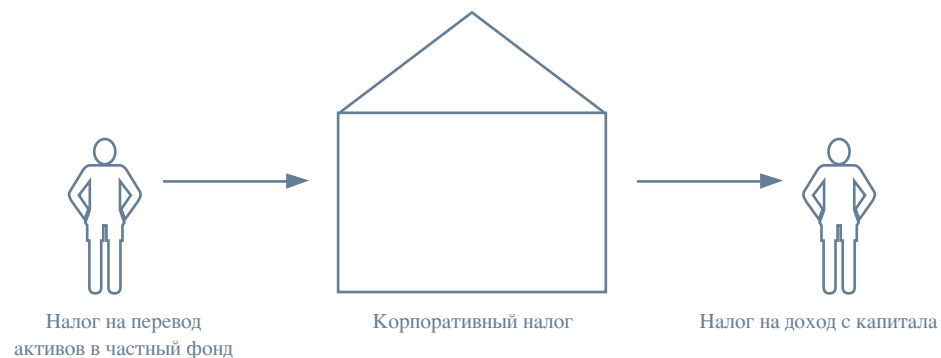 Налог на перевод
активов в частный фонд
Корпоративный налог
Налог на доход с капитала